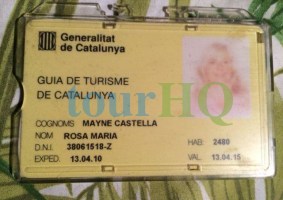 Generalitat
de Catalunya
GUIA DE TURISME
DE CATALUNYA
tourHQ
COGNOMS MAYNE CASTELLA
NOM ROSA MARIA
D.N.I. 38061518-Z HAB. 2480
EXPED. 13.04.10 VAL. 13.04.15